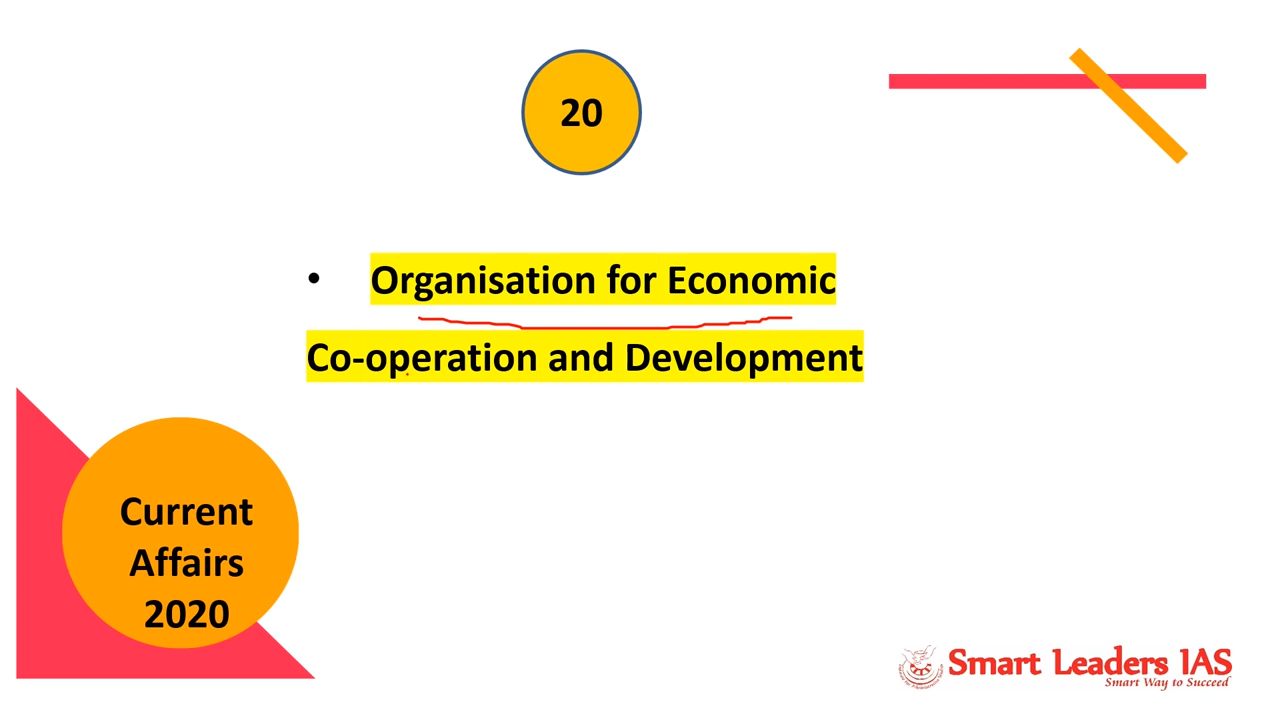 20
• Organisation for Economic
Co-operation and Development
Current
Affairs
2020
Smart Leaders IAS
Smart Way to Succeed